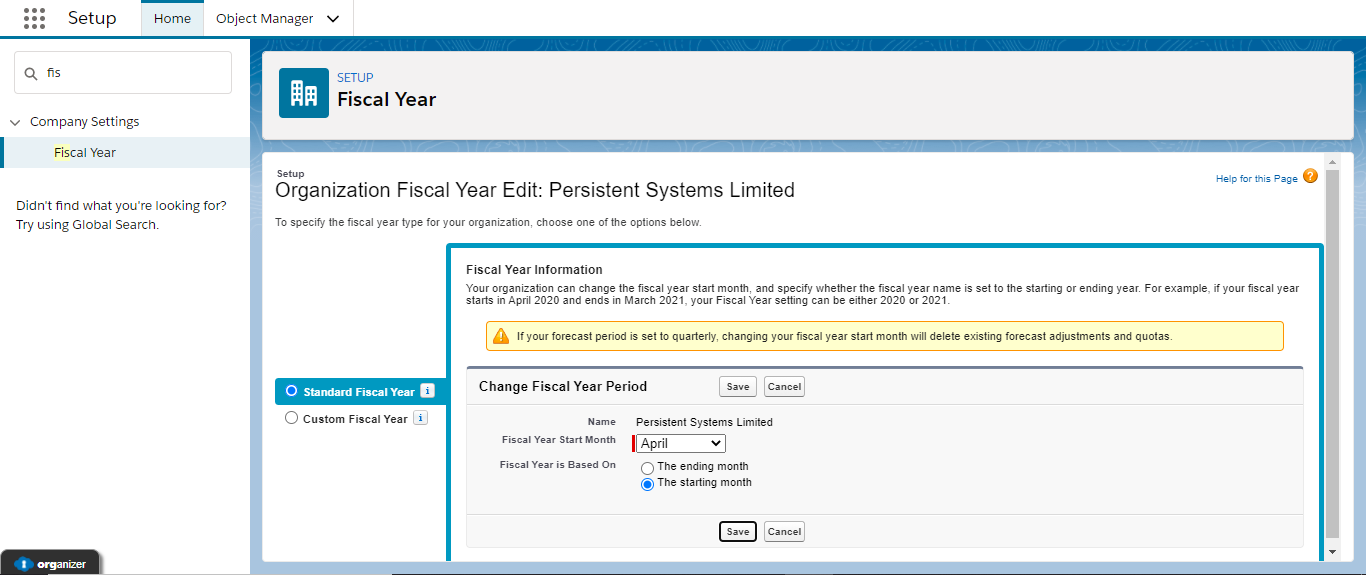 Setup
Home
Object Manager
fis
Company Settings
Fiscal Year
Didn't find what you're looking for?
Try using Global Search.
SETUP
Fiscal Year
Setup
Organization Fiscal Year Edit: Persistent Systems Limited
Help for this Page ?
To specify the fiscal year type for your organization, choose one of the options below.
Standard Fiscal Year i
Custom Fiscal Year i
Fiscal Year Information
Your organization can change the fiscal year start month, and specify whether the fiscal year name is set to the starting or ending year. For example, if your fiscal year
starts in April 2020 and ends in March 2021, your Fiscal Year setting can be either 2020 or 2021.
If your forecast period is set to quarterly, changing your fiscal year start month will delete existing forecast adjustments and quotas.
Change Fiscal Year Period
Save
Cancel
Name Persistent Systems Limited
Fiscal Year Start Month April
Fiscal Year is Based On The ending month
The starting month
Save
Cancel
organizer